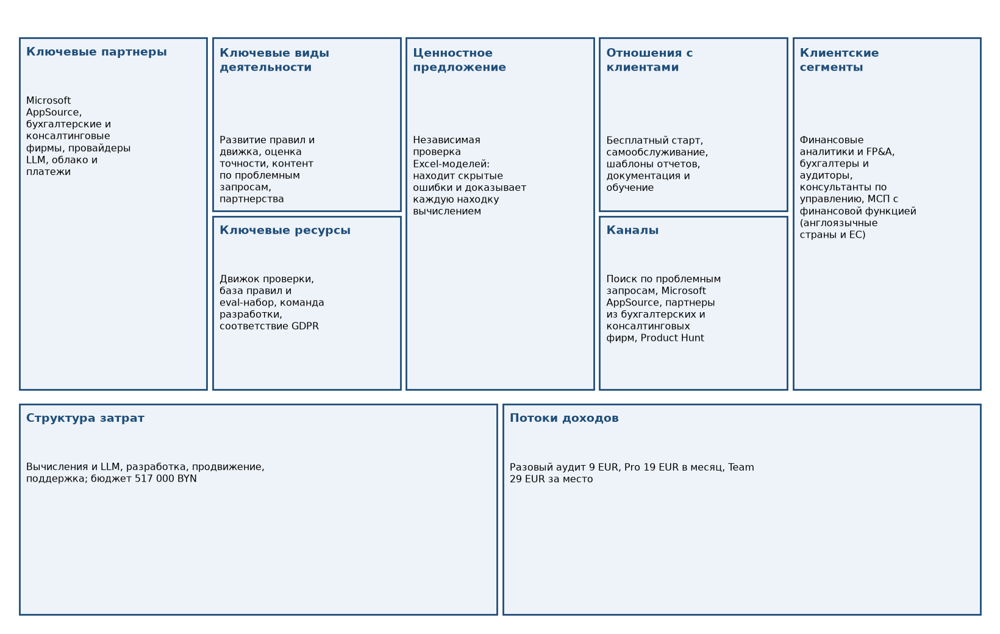 Ключевые партнеры
Microsoft
AppSource,
бухгалтерские и
консалтинговые
фирмы, провайдеры
LLM, облако и
платежи
Ключевые виды
деятельности
Развитие правил и
движка, оценка
точности, контент
по проблемным
запросам,
партнерства
Ключевые ресурсы
Движок проверки,
база правил и
eval-набор, команда
разработки,
соответствие GDPR
Ценностное
предложение
Независимая
проверка
Excel-моделей:
находит скрытые
ошибки и доказывает
каждую находку
вычислением
Отношения с
клиентами
Бесплатный старт,
самообслуживание,
шаблоны отчетов,
документация и
обучение
Каналы
Поиск по проблемным
запросам, Microsoft
AppSource, партнеры
из бухгалтерских и
консалтинговых
фирм, Product Hunt
Клиентские
сегменты
Финансовые
аналитики и FP&A,
бухгалтеры и
аудиторы,
консультанты по
управлению, МСП с
финансовой функцией
(англоязычные
страны и ЕС)
Структура затрат
Вычисления и LLM, разработка, продвижение,
поддержка; бюджет 517 000 BYN
Потоки доходов
Разовый аудит 9 EUR, Pro 19 EUR в месяц, Team
29 EUR за место